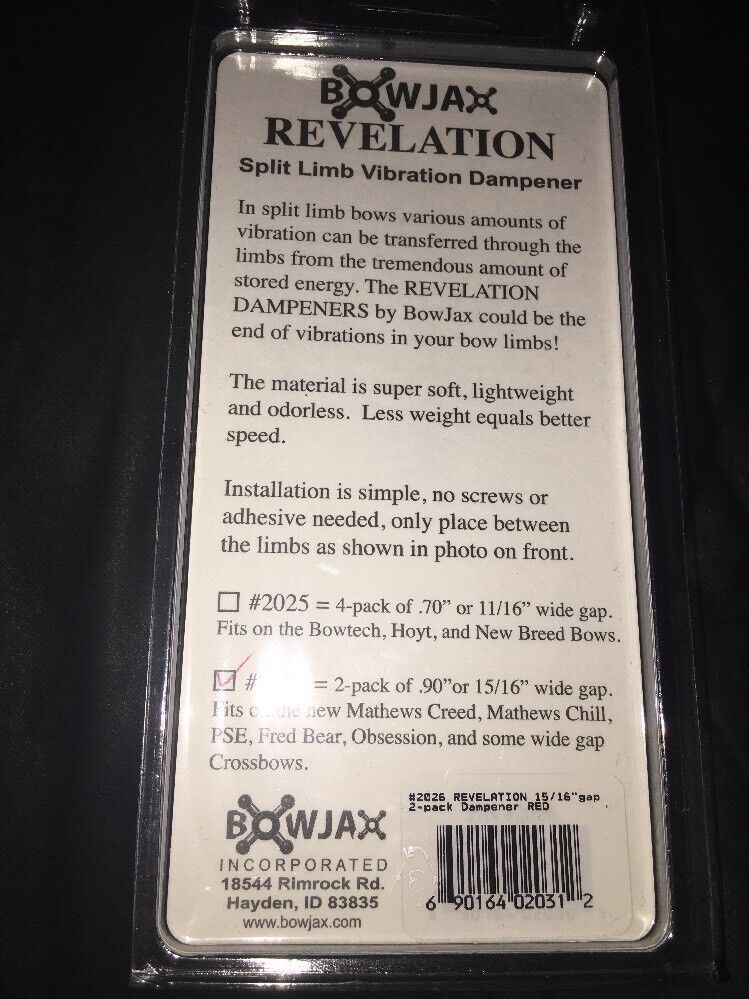 BOWJAX
REVELATION
Split Limb Vibration Dampener
In split limb bows various amounts of
vibration can be transferred through the
limbs from the tremendous amount of
stored energy. The REVELATION
DAMPENERS by BowJax could be the
end of vibrations in your bow limbs!
The material is super soft, lightweight
and odorless. Less weight equals better
speed.
Installation is simple, no screws or
adhesive needed, only place between
the limbs as shown in photo on front.
#2025 = 4-pack of .70” or 11/16” wide gap.
Fits on the Bowtech, Hoyt, and New Breed Bows.
# = 2-pack of .90”or 15/16” wide gap.
Fits on the new Mathews Creed, Mathews Chill,
PSE, Fred Bear, Obsession, and some wide gap
Crossbows.
#2026 REVELATION 15/16"gap
2-pack Dampener RED
BOWJAX
INCORPORATED
18544 Rimrock Rd.
Hayden, ID 83835
www.bowjax.com
6 90164 02031 2